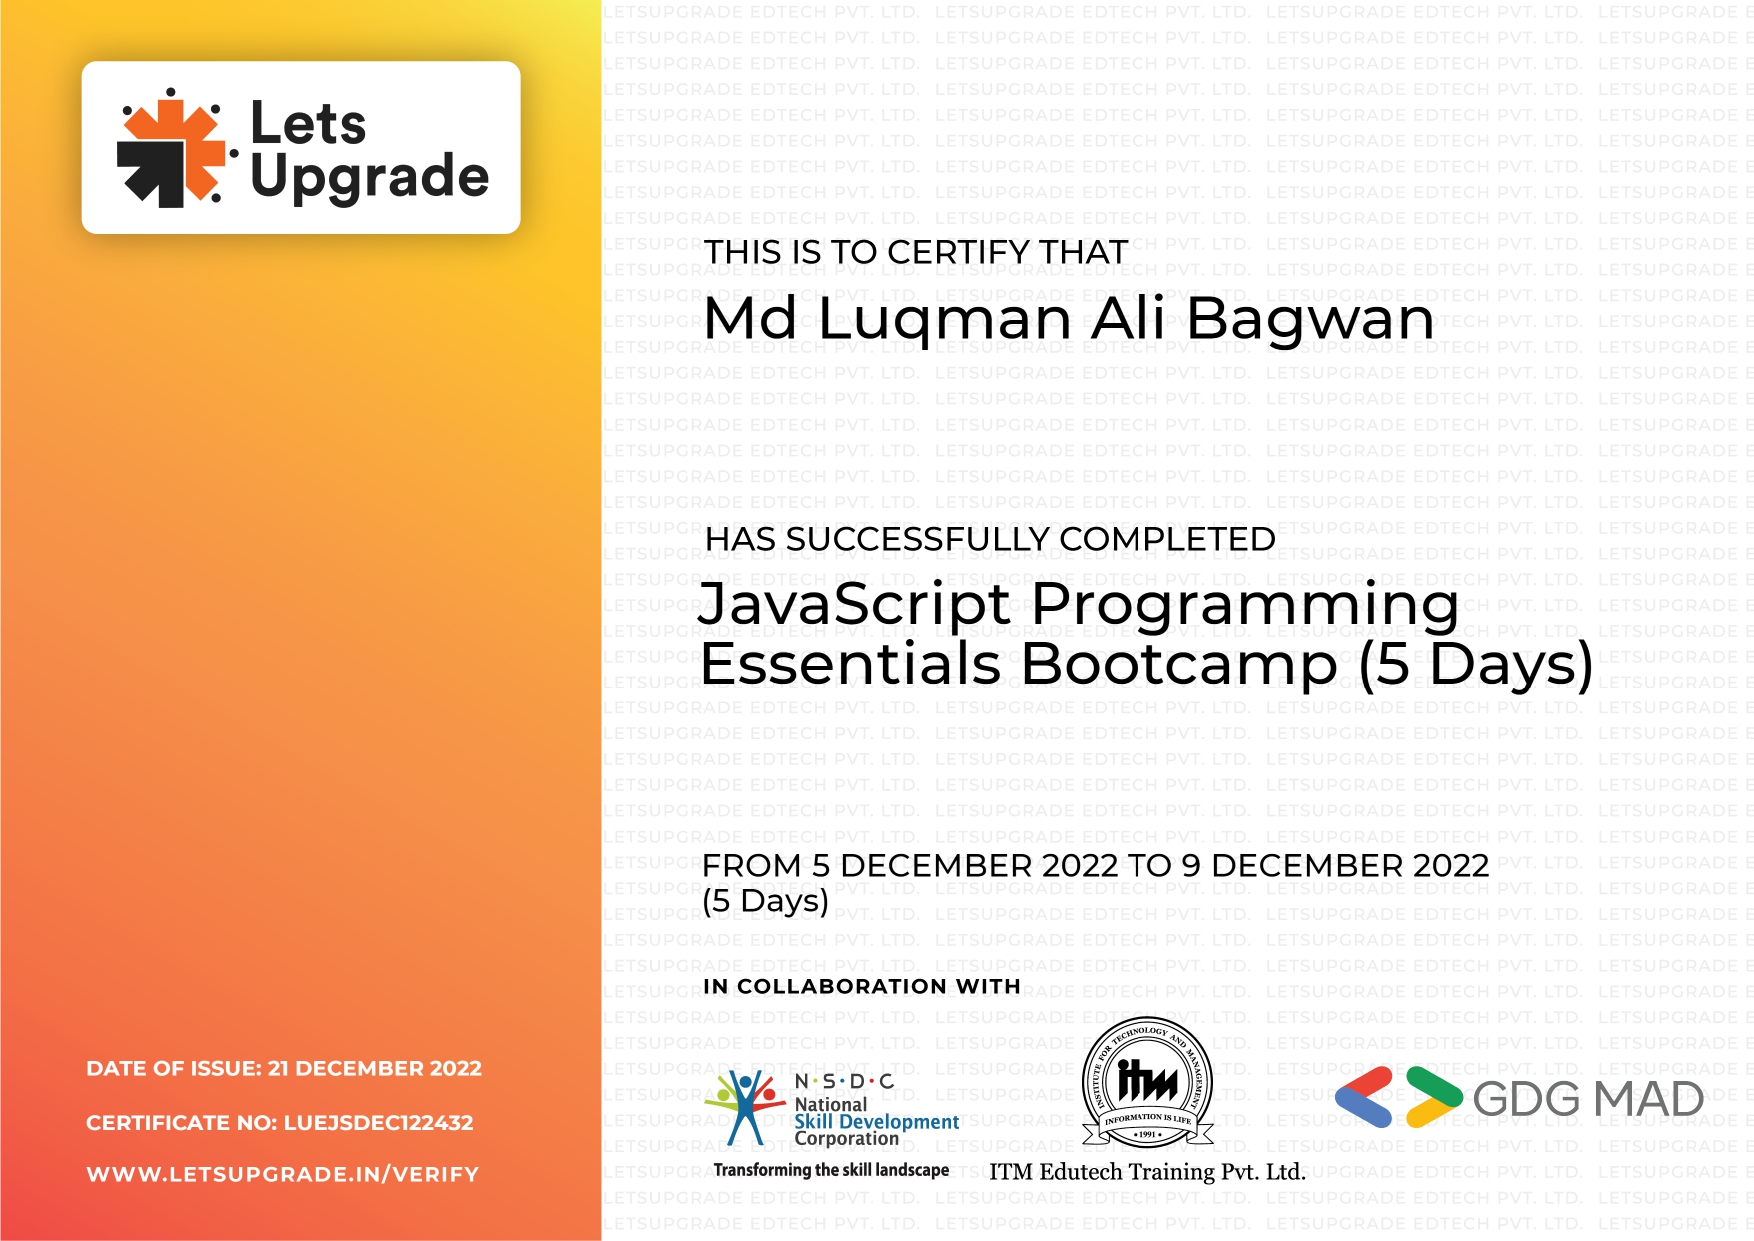 Lets
Upgrade
THIS IS TO CERTIFY THAT
Md Luqman Ali Bagwan
HAS SUCCESSFULLY COMPLETED
JavaScript Programming
Essentials Bootcamp (5 Days)
FROM 5 DECEMBER 2022 TO 9 DECEMBER 2022
(5 Days)
IN COLLABORATION WITH
N·S·D·C
National
Skill Development
Corporation
Transforming the skill landscape
INSTITUTE FOR TECHNOLOGY AND MANAGEMENT
itm
INFORMATION IS LIFE
• 1991 •
ITM Edutech Training Pvt. Ltd.
GDG MAD
DATE OF ISSUE: 21 DECEMBER 2022
CERTIFICATE NO: LUEJSDEC122432
WWW.LETSUPGRADE.IN/VERIFY
LETSUPGRADE EDTECH PVT. LTD.